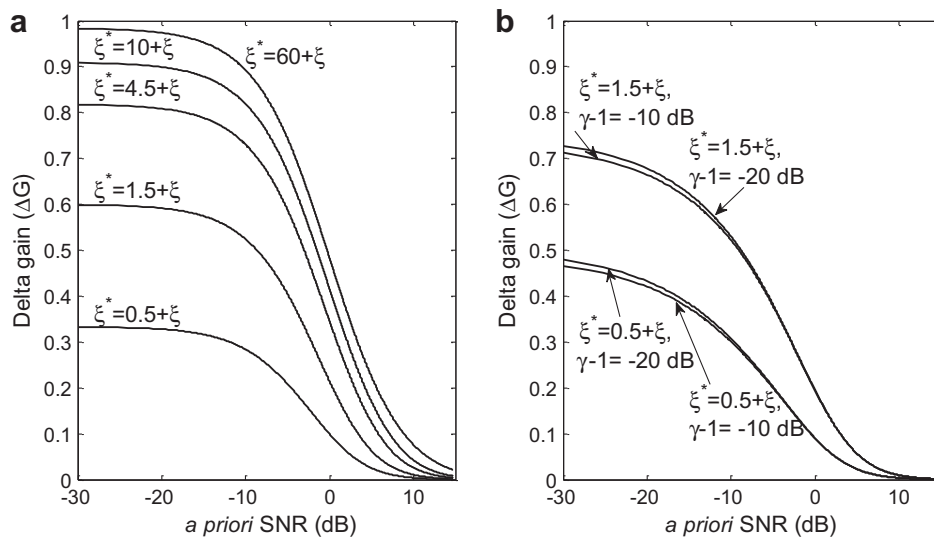 a
Delta gain (ΔG)
1
0.9
0.8
0.7
0.6
0.5
0.4
0.3
0.2
0.1
0
ξ*=10+ξ
ξ*=60+ξ
ξ*=4.5+ξ
ξ*=1.5+ξ
ξ*=0.5+ξ
-30
-20
-10
0
10
a priori SNR (dB)
b
Delta gain (ΔG)
1
0.9
0.8
0.7
0.6
0.5
0.4
0.3
0.2
0.1
0
ξ*=1.5+ξ,
γ-1= -10 dB
ξ*=1.5+ξ,
γ-1= -20 dB
ξ*=0.5+ξ,
γ-1= -20 dB
ξ*=0.5+ξ,
γ-1= -10 dB
-30
-20
-10
0
10
a priori SNR (dB)